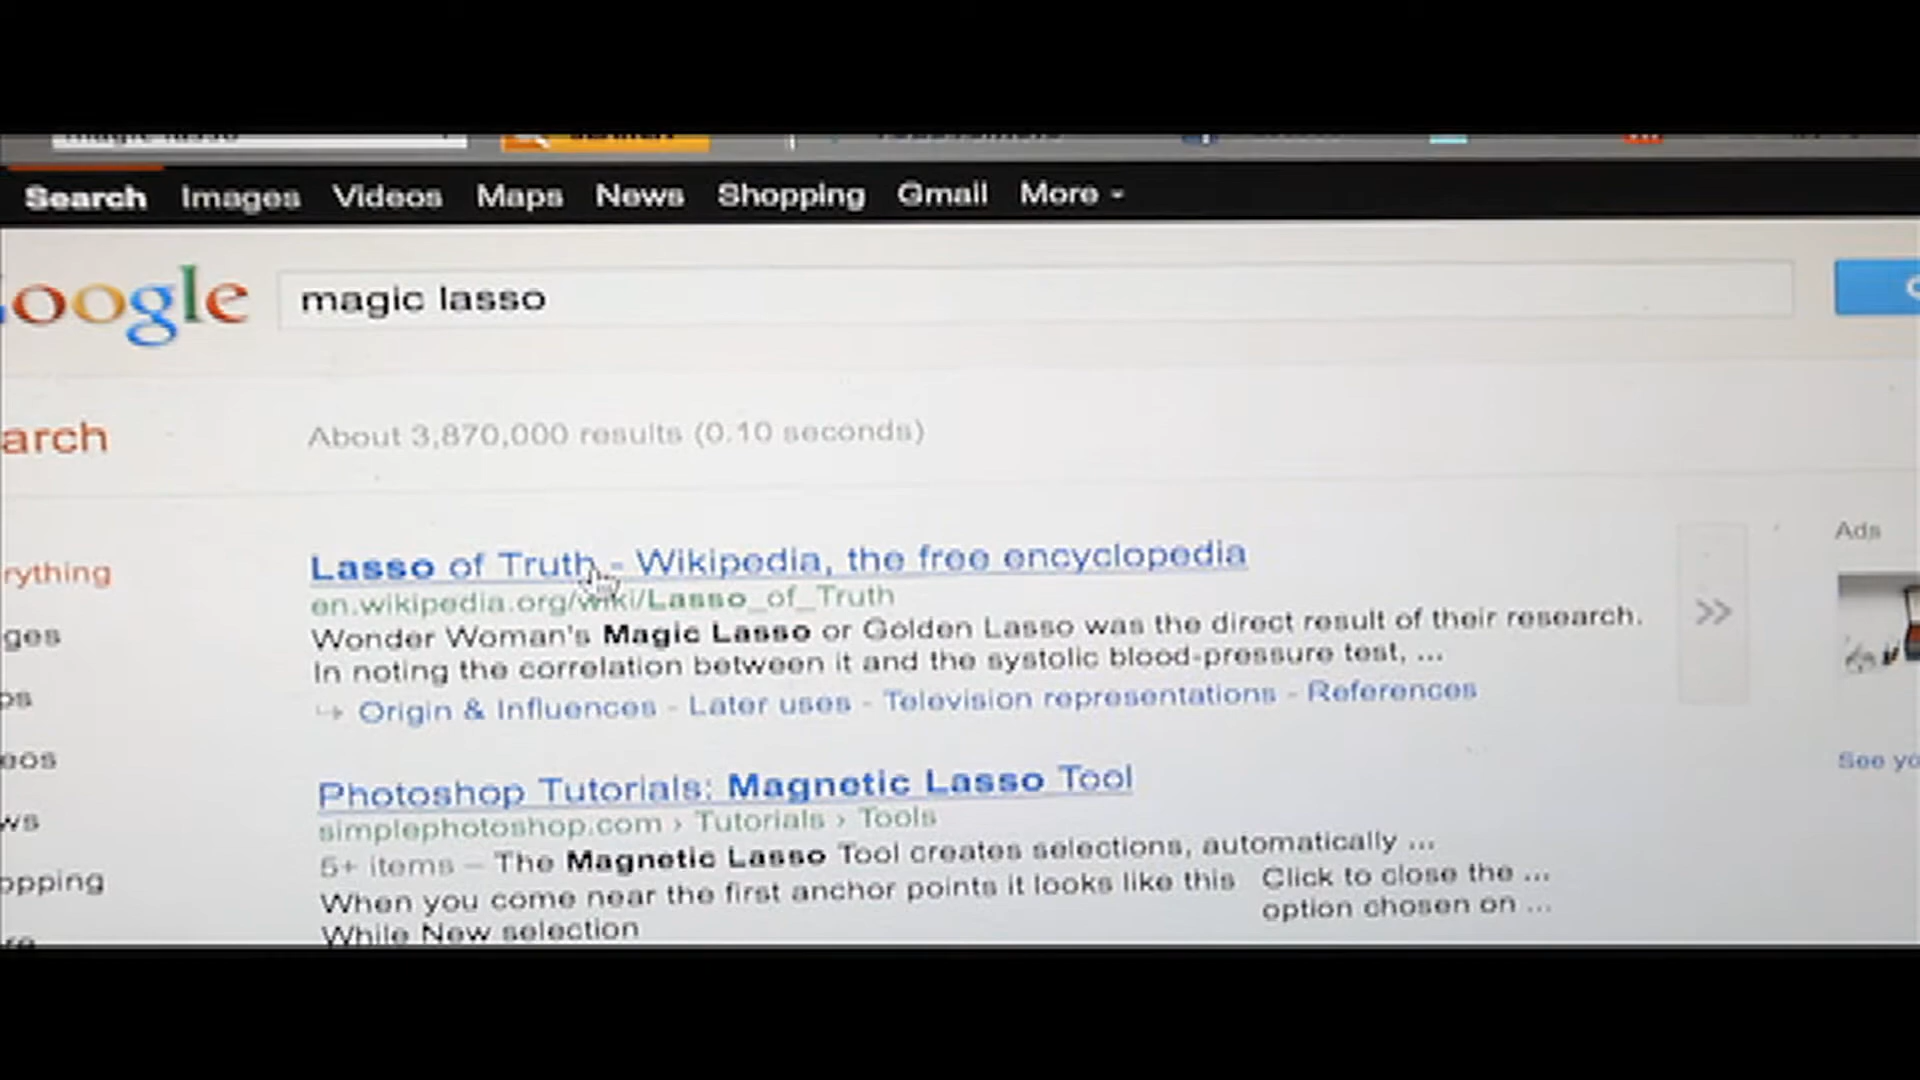 Search Images Videos Maps News Shopping Gmail More
oogle
magic lasso
arch
About 3,870,000 results (0.10 seconds)
Ads
rything
Lasso of Truth - Wikipedia, the free encyclopedia
en.wikipedia.org/wiki/Lasso_of_Truth
ges
Wonder Woman's Magic Lasso or Golden Lasso was the direct result of their research.
In noting the correlation between it and the systolic blood-pressure test, ...
os
Origin & Influences - Later uses - Television representations - References
eos
See yo
Photoshop Tutorials: Magnetic Lasso Tool
ws
simplephotoshop.com › Tutorials › Tools
5+ items – The Magnetic Lasso Tool creates selections, automatically ...
opping
When you come near the first anchor points it looks like this Click to close the ...
While New selection option chosen on ...
re